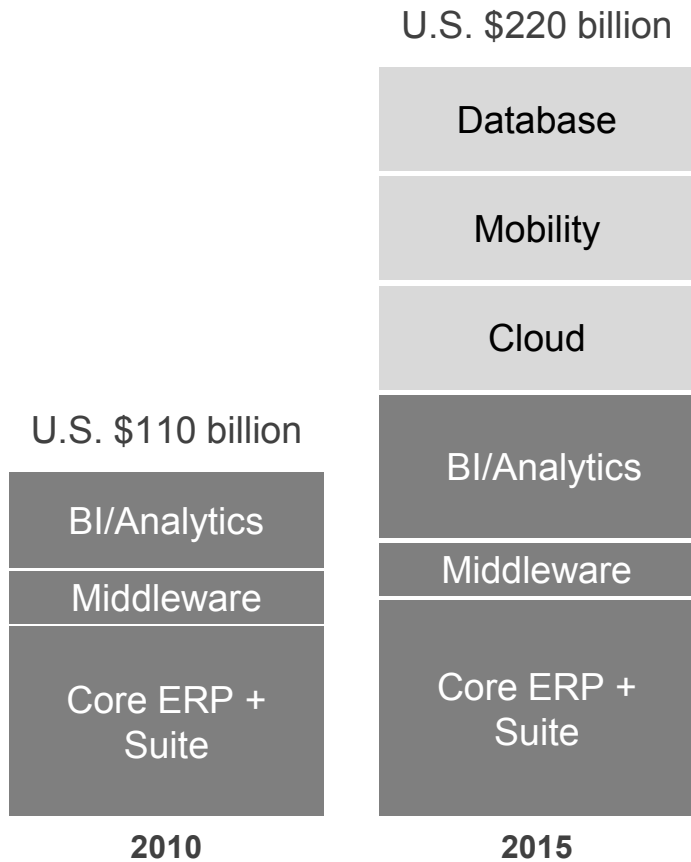 U.S. $220 billion
Database
Mobility
Cloud
BI/Analytics
Middleware
Core ERP +
Suite
2015
U.S. $110 billion
BI/Analytics
Middleware
Core ERP +
Suite
2010